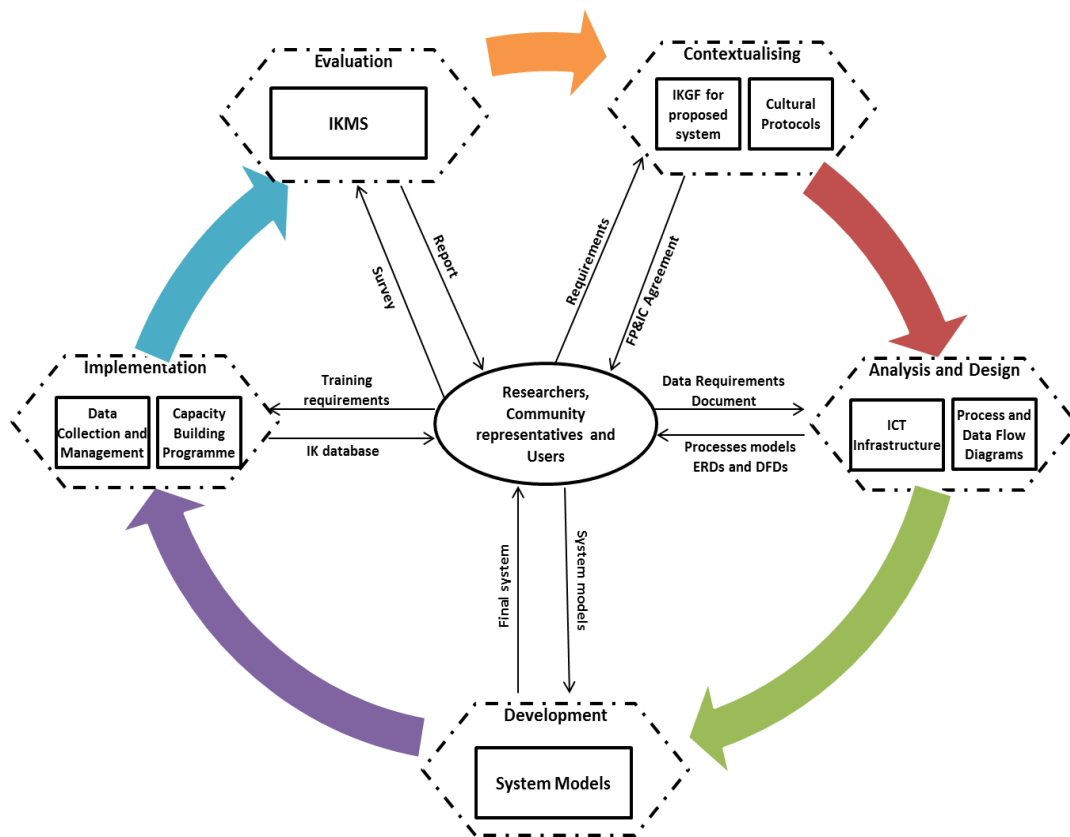 Evaluation
IKMS
Contextualising
IKGF for
proposed
system
Cultural
Protocols
Report
Survey
Requirements
FP&IC Agreement
Implementation
Data
Collection and
Management
Capacity
Building
Programme
Training
requirements
IK database
Researchers,
Community
representatives and
Users
Data Requirements
Document
Processes models
ERDs and DFDs
Analysis and Design
ICT
Infrastructure
Process and
Data Flow
Diagrams
Final system
System models
Development
System Models